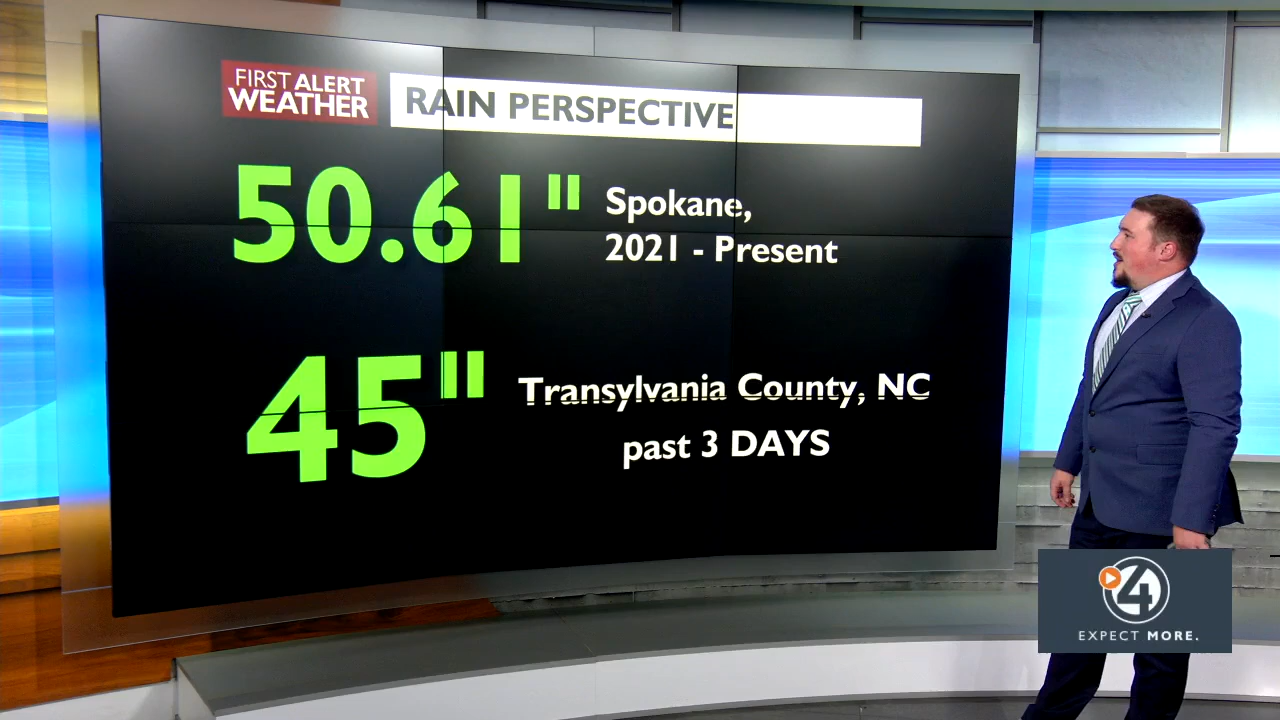 FIRST ALERT
WEATHER
RAIN PERSPECTIVE
50.61"
Spokane,
2021 - Present
45"
Transylvania County, NC
past 3 DAYS
4
EXPECT MORE.